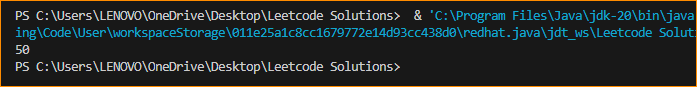 PS C:\Users\LENOVO\OneDrive\Desktop\Leetcode Solutions>  & 'C:\Program Files\Java\jdk-20\bin\java
ing\Code\User\workspaceStorage\011e25a1c8cc1679772e14d93cc438d0\redhat.java\jdt_ws\Leetcode Solut
50
PS C:\Users\LENOVO\OneDrive\Desktop\Leetcode Solutions>